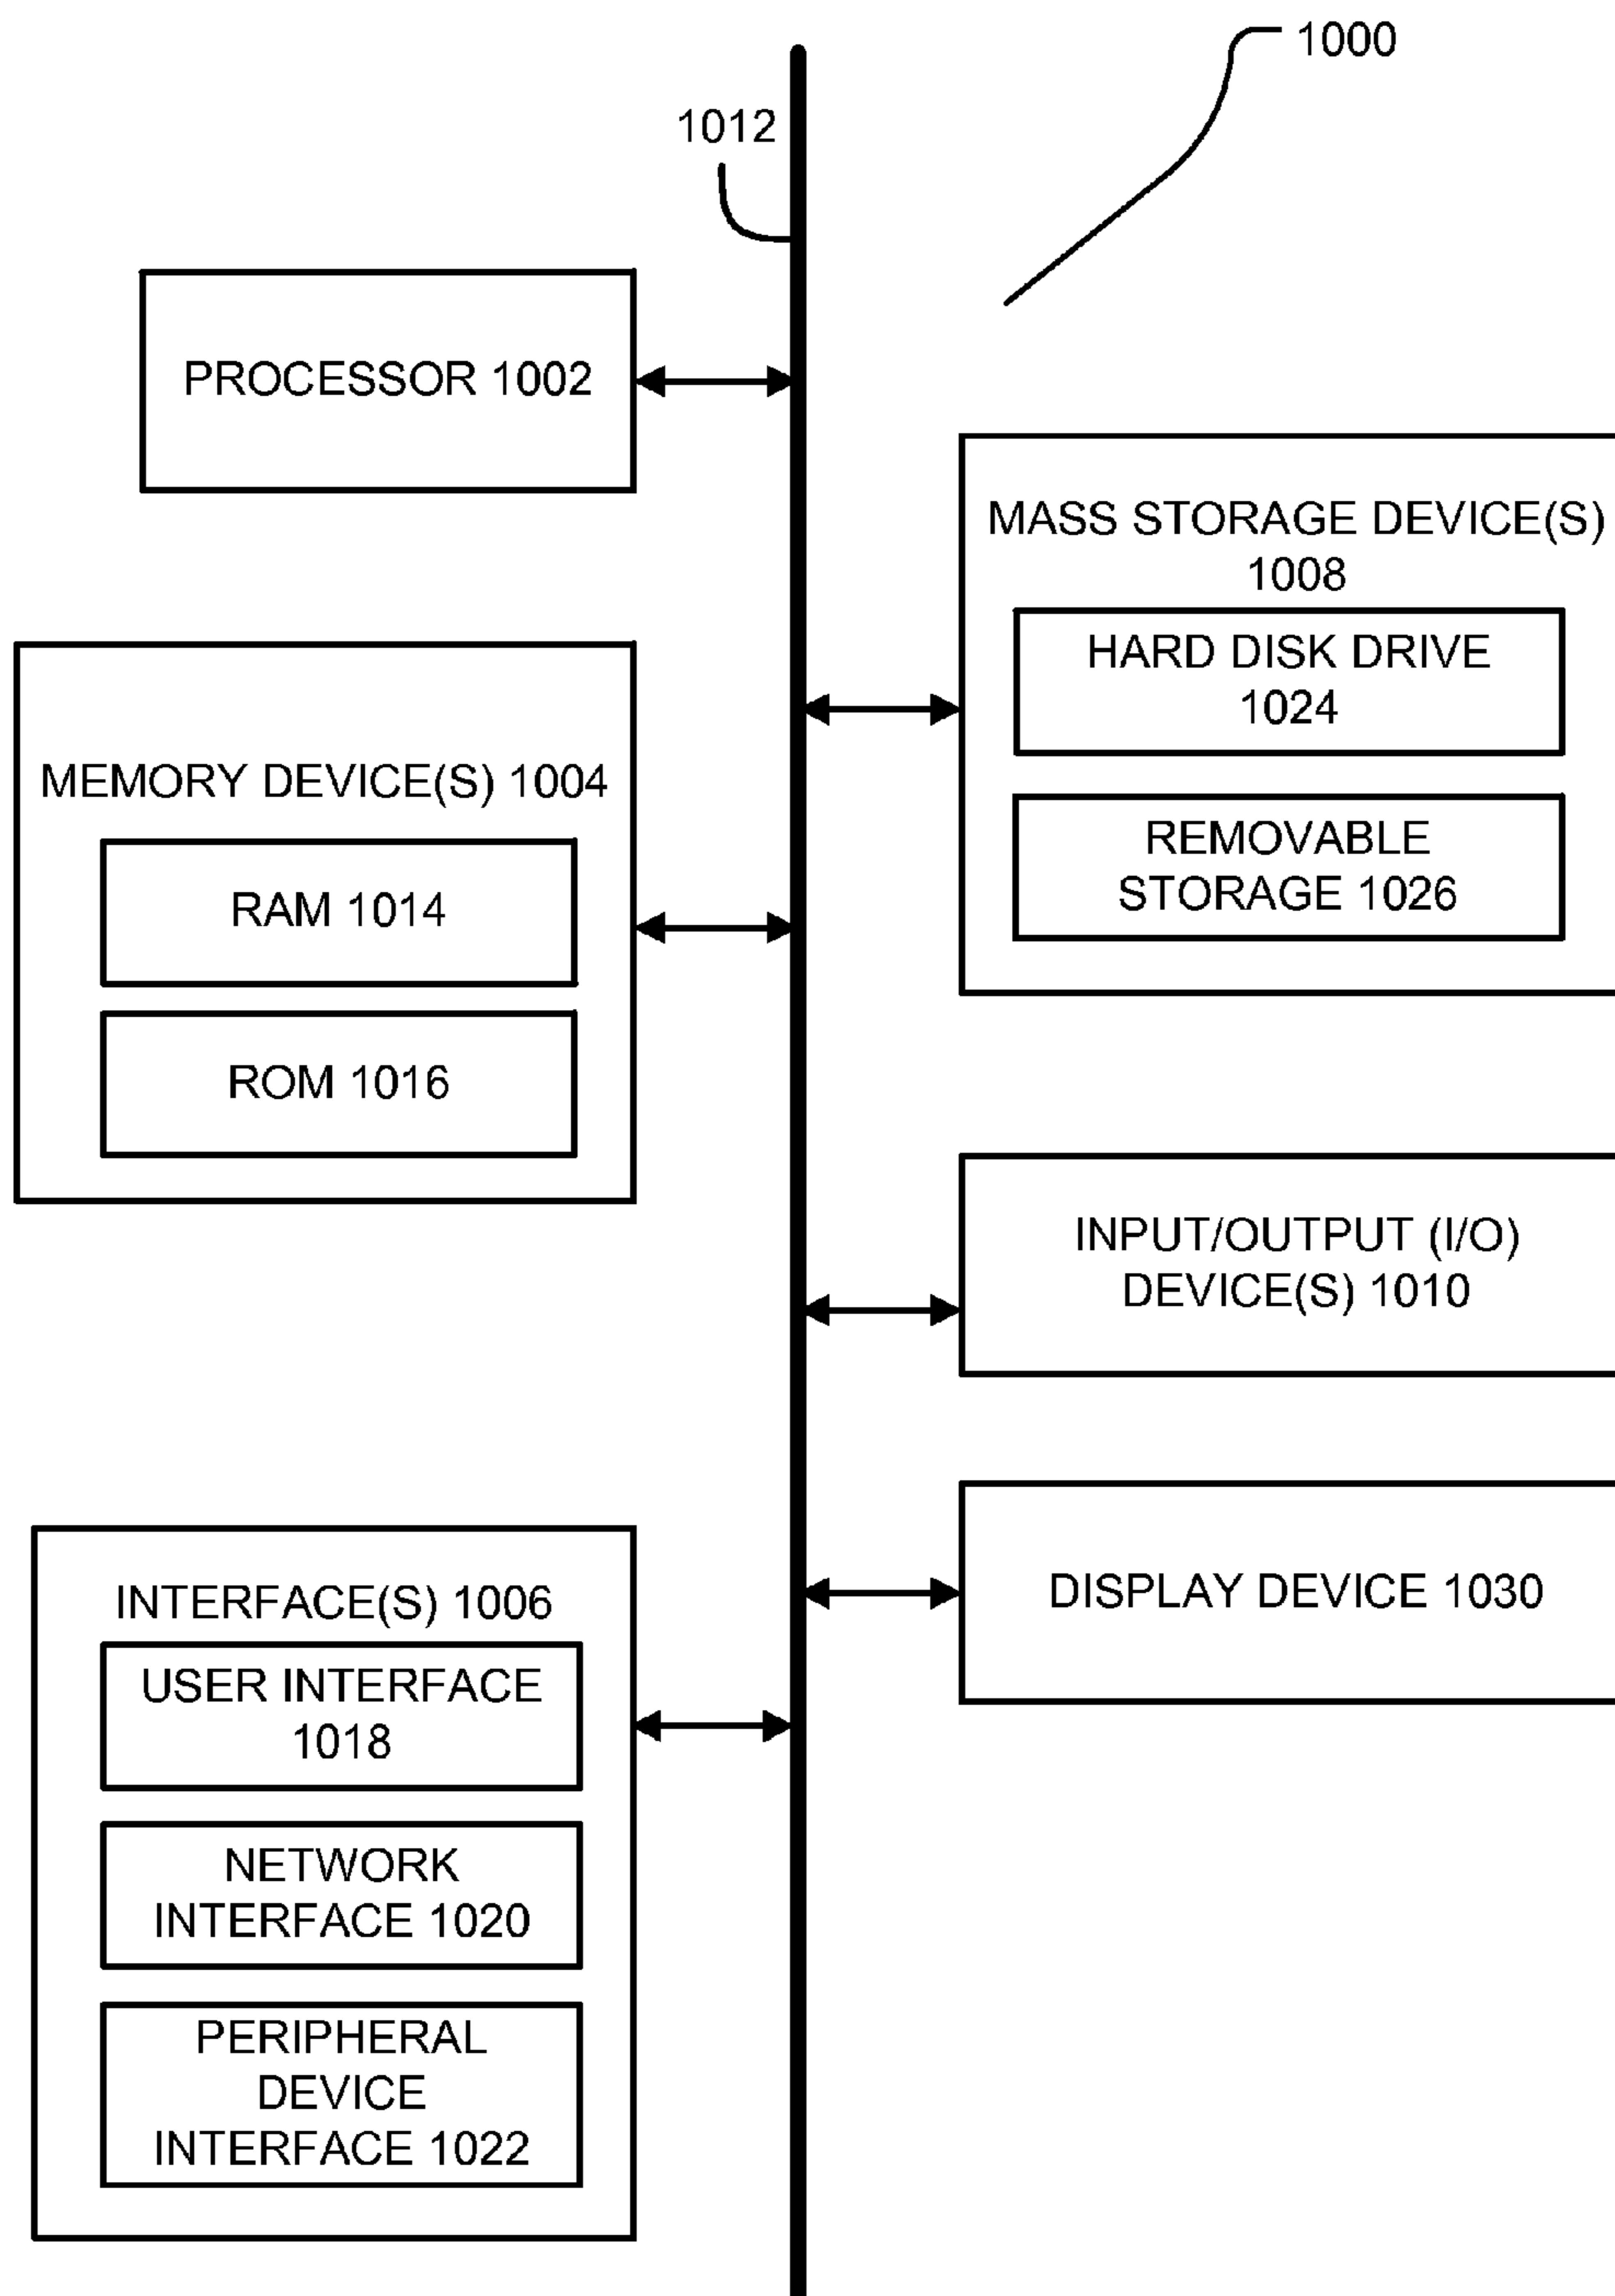 1000
1012
PROCESSOR 1002
MASS STORAGE DEVICE(S)
1008
HARD DISK DRIVE
1024
REMOVABLE
STORAGE 1026
MEMORY DEVICE(S) 1004
RAM 1014
ROM 1016
INPUT/OUTPUT (I/O)
DEVICE(S) 1010
DISPLAY DEVICE 1030
INTERFACE(S) 1006
USER INTERFACE
1018
NETWORK
INTERFACE 1020
PERIPHERAL
DEVICE
INTERFACE 1022